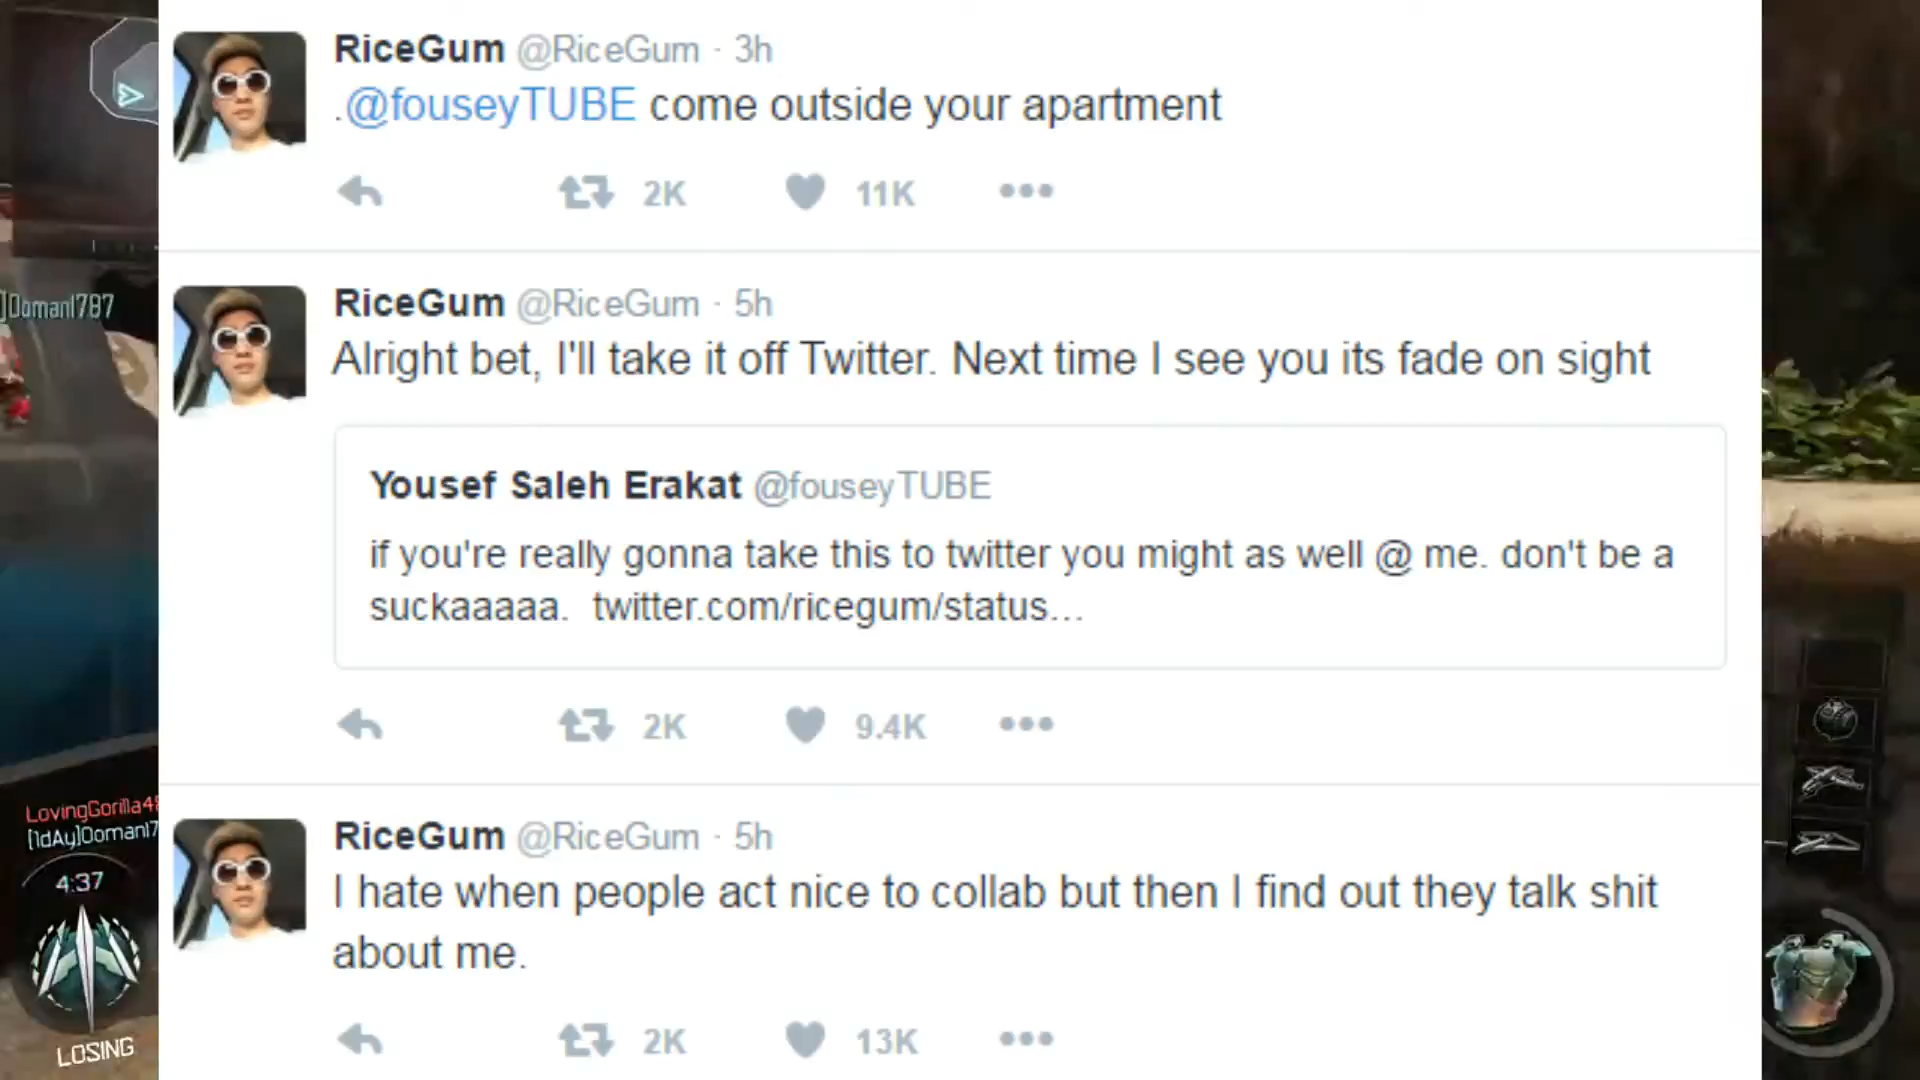 RiceGum @RiceGum · 3h
.@fouseyTUBE come outside your apartment
2K 11K
]Doman1787
RiceGum @RiceGum · 5h
Alright bet, I'll take it off Twitter. Next time I see you its fade on sight
Yousef Saleh Erakat @fouseyTUBE
if you're really gonna take this to twitter you might as well @ me. don't be a
suckaaaaa. twitter.com/ricegum/status...
2K 9.4K
LovingGorilla4
[1dAy]Doman17
4:37
LOSING
RiceGum @RiceGum · 5h
I hate when people act nice to collab but then I find out they talk shit
about me.
2K 13K